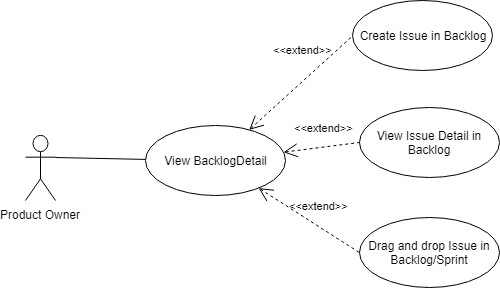 Create Issue in Backlog
<<extend>>
<<extend>>
View Issue Detail in
Backlog
View BacklogDetail
<<extend>>
Product Owner
Drag and drop Issue in
Backlog/Sprint